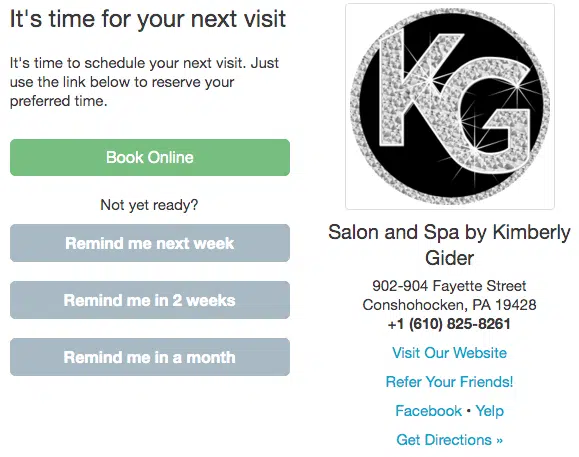 It's time for your next visit
It's time to schedule your next visit. Just
use the link below to reserve your
preferred time.
Book Online
Not yet ready?
Remind me next week
Remind me in 2 weeks
Remind me in a month
KG
Salon and Spa by Kimberly
Gider
902-904 Fayette Street
Conshohocken, PA 19428
+1 (610) 825-8261
Visit Our Website
Refer Your Friends!
Facebook • Yelp
Get Directions »